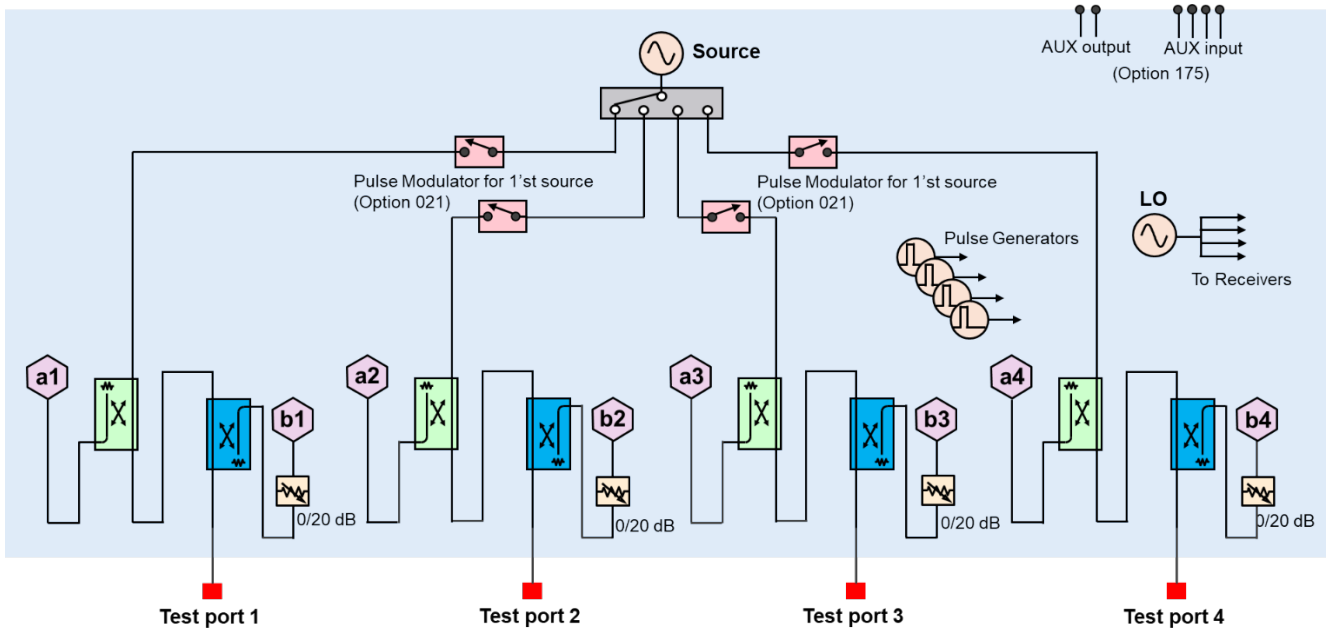 Source
AUX output
AUX input
(Option 175)
Pulse Modulator for 1'st source
(Option 021)
Pulse Modulator for 1'st source
(Option 021)
LO
Pulse Generators
To Receivers
a1
b1
0/20 dB
a2
b2
0/20 dB
a3
b3
0/20 dB
a4
b4
0/20 dB
Test port 1
Test port 2
Test port 3
Test port 4